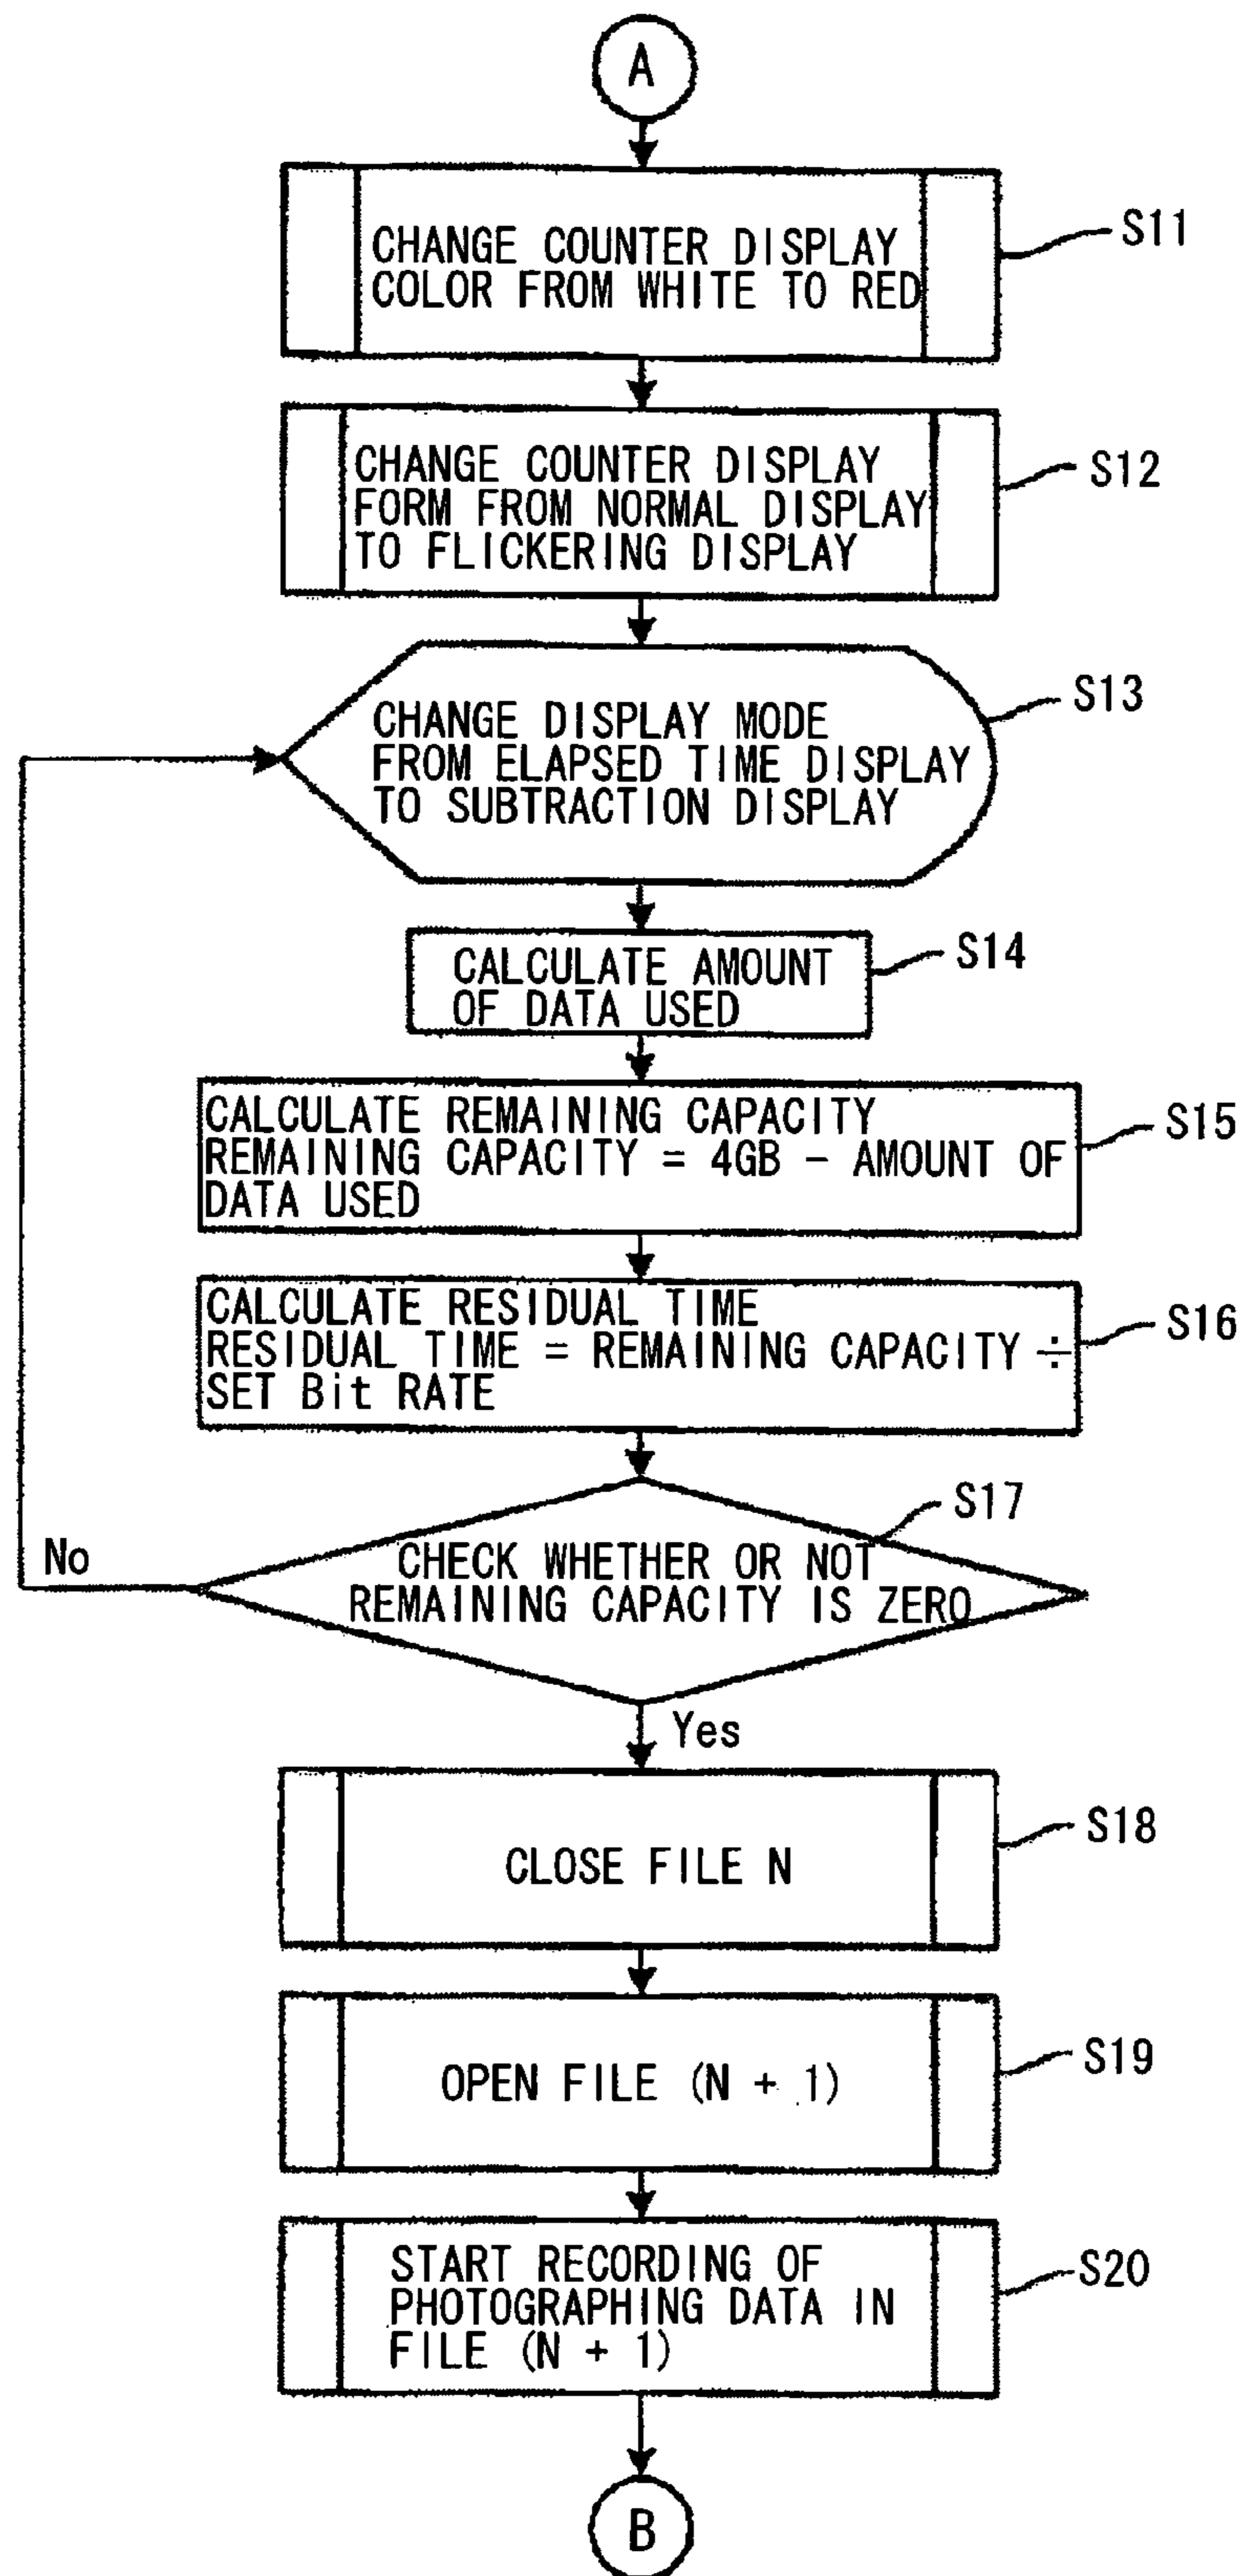 A
CHANGE COUNTER DISPLAY
COLOR FROM WHITE TO RED
S11
CHANGE COUNTER DISPLAY
FORM FROM NORMAL DISPLAY
TO FLICKERING DISPLAY
S12
CHANGE DISPLAY MODE
FROM ELAPSED TIME DISPLAY
TO SUBTRACTION DISPLAY
S13
CALCULATE AMOUNT
OF DATA USED
S14
CALCULATE REMAINING CAPACITY
REMAINING CAPACITY = 4GB - AMOUNT OF
DATA USED
S15
CALCULATE RESIDUAL TIME
RESIDUAL TIME = REMAINING CAPACITY ÷
SET Bit RATE
S16
CHECK WHETHER OR NOT
REMAINING CAPACITY IS ZERO
S17
No
Yes
CLOSE FILE N
S18
OPEN FILE (N + 1)
S19
START RECORDING OF
PHOTOGRAPHING DATA IN
FILE (N + 1)
S20
B